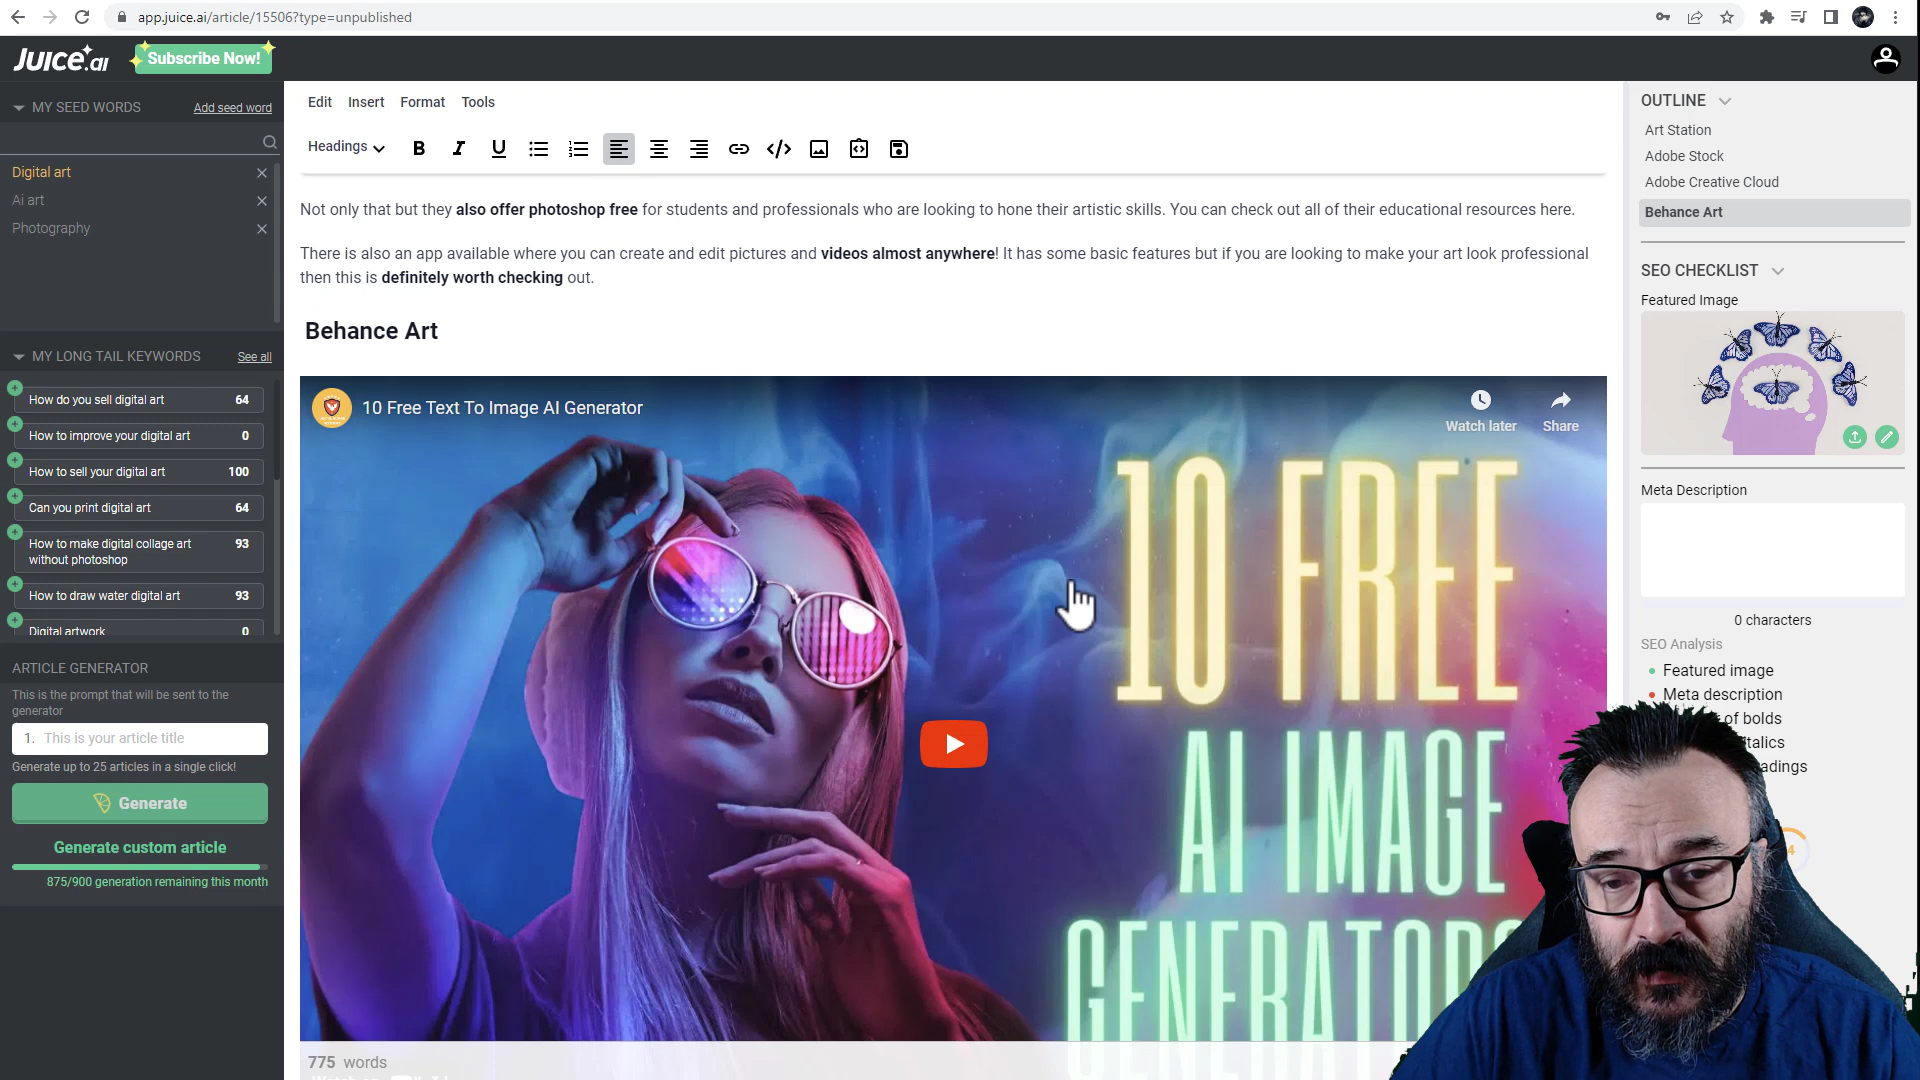 app.juice.ai/article/15506?type=unpublished
Juice.ai
Subscribe Now!
MY SEED WORDS
Add seed word
Digital art
Ai art
Photography
MY LONG TAIL KEYWORDS
See all
How do you sell digital art 64
How to improve your digital art 0
How to sell your digital art 100
Can you print digital art 64
How to make digital collage art 93
without photoshop
How to draw water digital art 93
Digital artwork 0
ARTICLE GENERATOR
This is the prompt that will be sent to the
generator
1. This is your article title
Generate up to 25 articles in a single click!
Generate
Generate custom article
875/900 generation remaining this month
Edit Insert Format Tools
Headings B I U
Not only that but they also offer photoshop free for students and professionals who are looking to hone their artistic skills. You can check out all of their educational resources here.
There is also an app available where you can create and edit pictures and videos almost anywhere! It has some basic features but if you are looking to make your art look professional
then this is definitely worth checking out.
Behance Art
10 Free Text To Image AI Generator
Watch later
Share
10 FREE
AI IMAGE
775 words
OUTLINE
Art Station
Adobe Stock
Adobe Creative Cloud
Behance Art
SEO CHECKLIST
Featured Image
Meta Description
0 characters
SEO Analysis
Featured image
Meta description
of bolds
italics